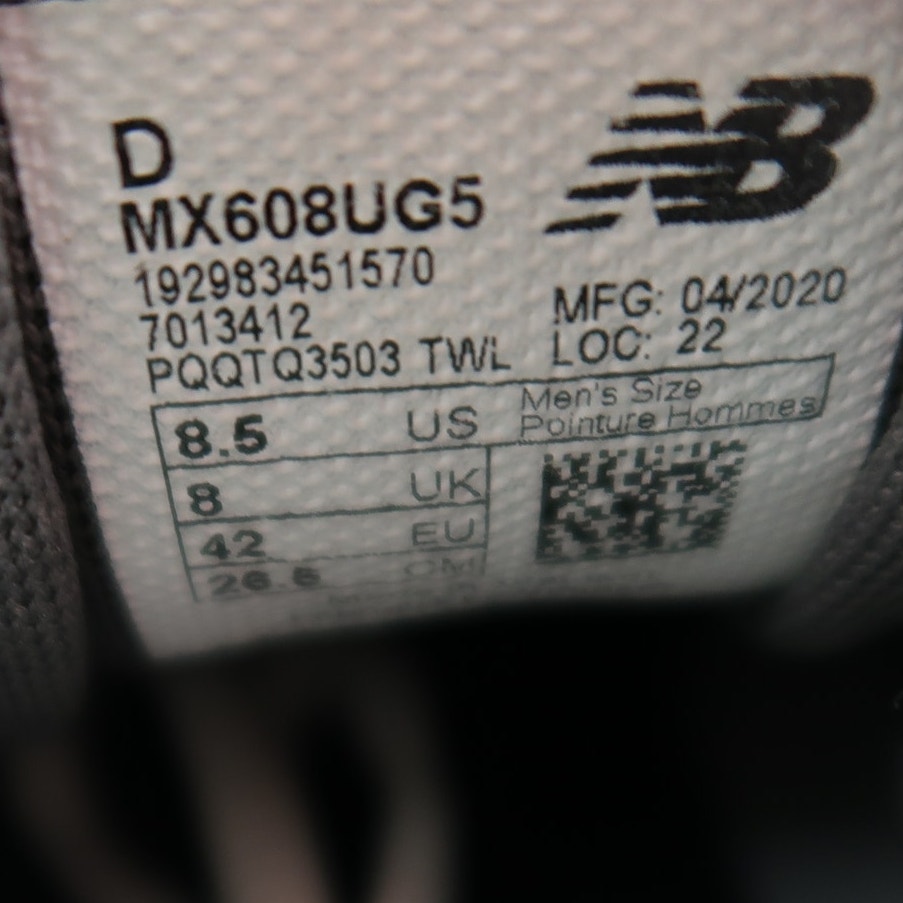 D
NB
MX608UG5
192983451570
7013412
MFG: 04/2020
PQQTQ3503 TWL
LOC: 22
8.5 US
Men's Size
Pointure Hommes
8 UK
42 EU
26.5 CM